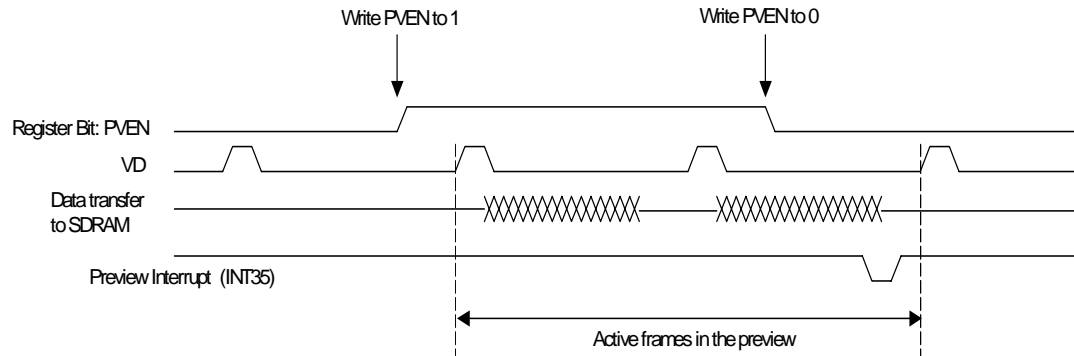 Write PVEN to 1
Write PVEN to 0
Register Bit: PVEN
VD
Data transfer
to SDRAM
Preview Interrupt (INT35)
Active frames in the preview